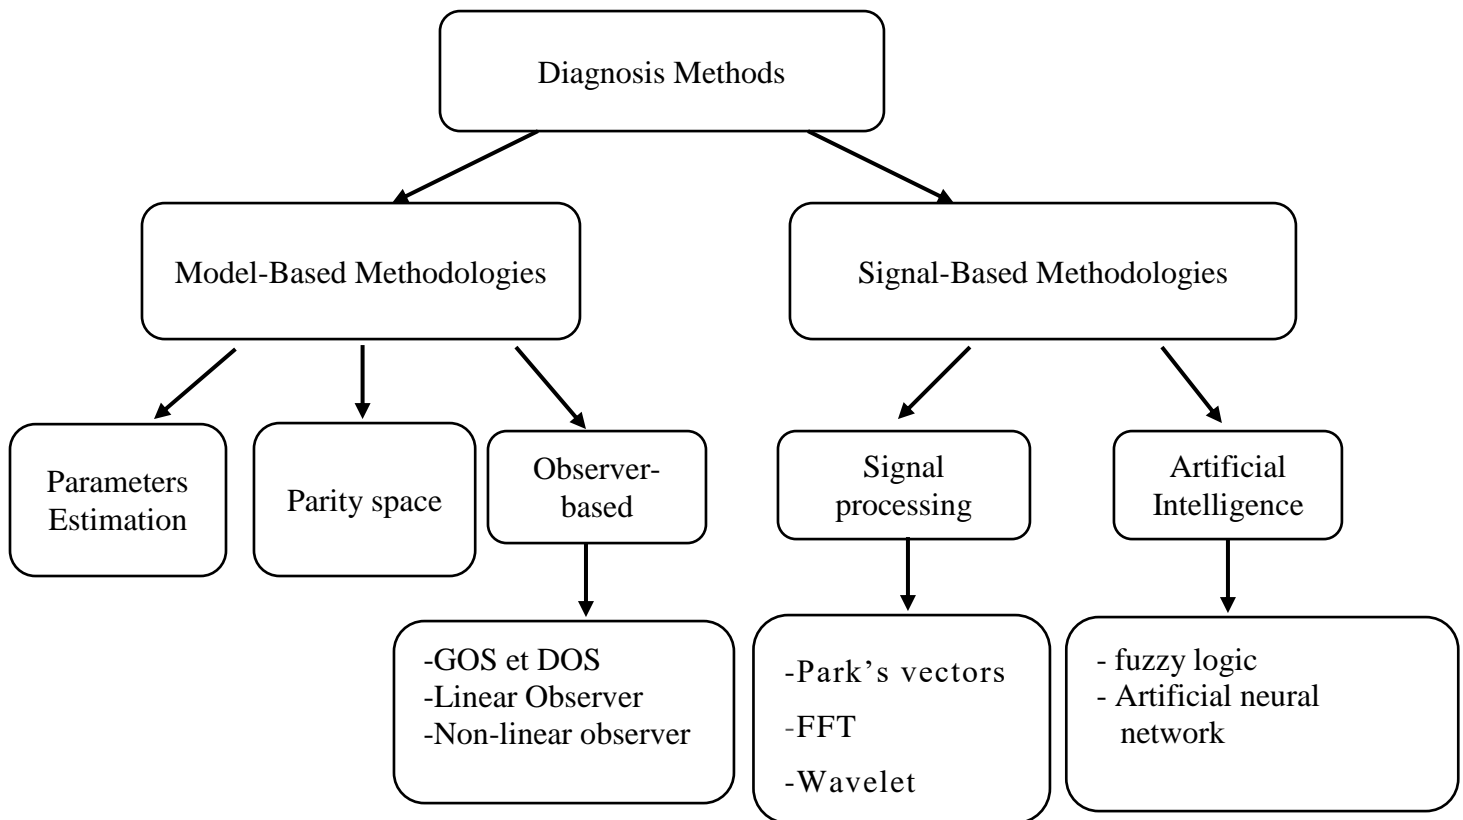 Diagnosis Methods
Model-Based Methodologies
Signal-Based Methodologies
Parameters
Estimation
Parity space
Observer-
based
Signal
processing
Artificial
Intelligence
-GOS et DOS
-Linear Observer
-Non-linear observer
-Park’s vectors
-FFT
-Wavelet
- fuzzy logic
- Artificial neural
network